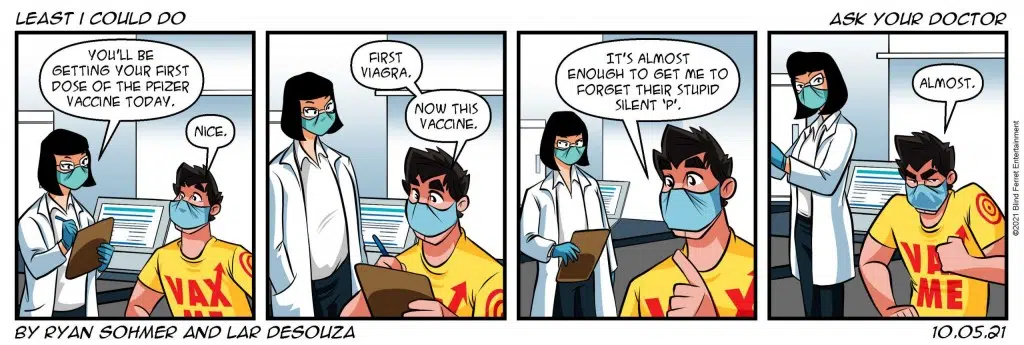 LEAST I COULD DO
ASK YOUR DOCTOR
YOU'LL BE
GETTING YOUR FIRST
DOSE OF THE PFIZER
VACCINE TODAY.
NICE.
VAX
FIRST
VIAGRA.
NOW THIS
VACCINE.
IT'S ALMOST
ENOUGH TO GET ME TO
FORGET THEIR STUPID
SILENT 'P'.
ALMOST.
VA
ME
©2021 Blind Ferret Entertainment
BY RYAN SOHMER AND LAR DESOUZA
10.05.21